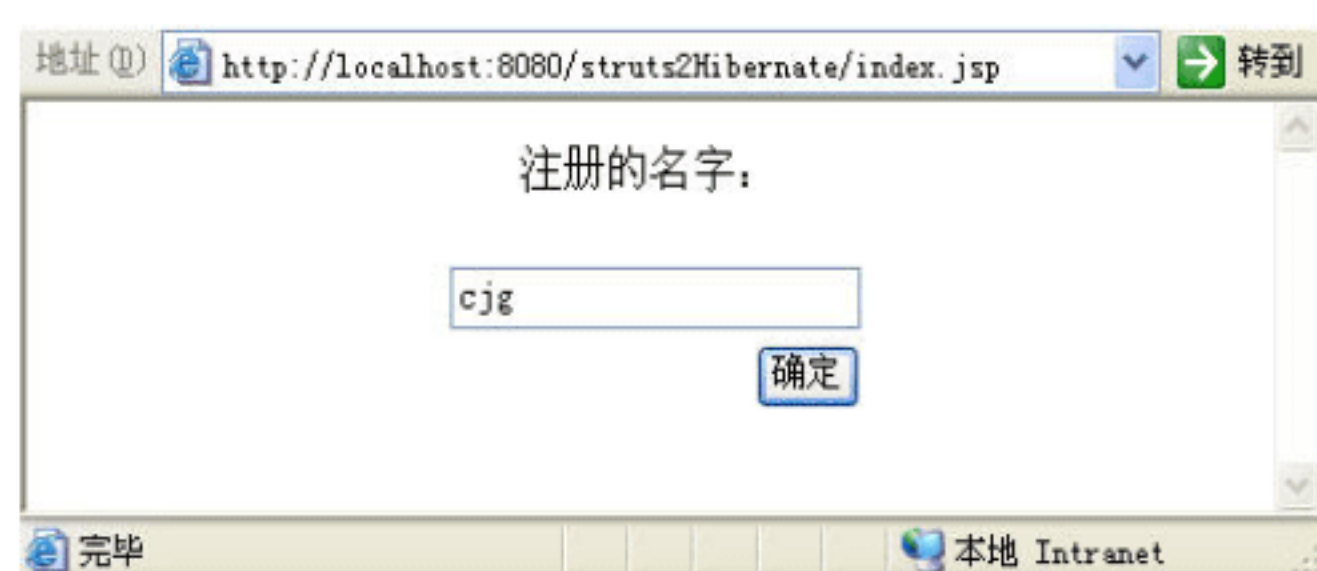 地址(D) http://localhost:8080/struts2Hibernate/index.jsp 转到
注册的名字：
cjg
确定
完毕 本地 Intranet